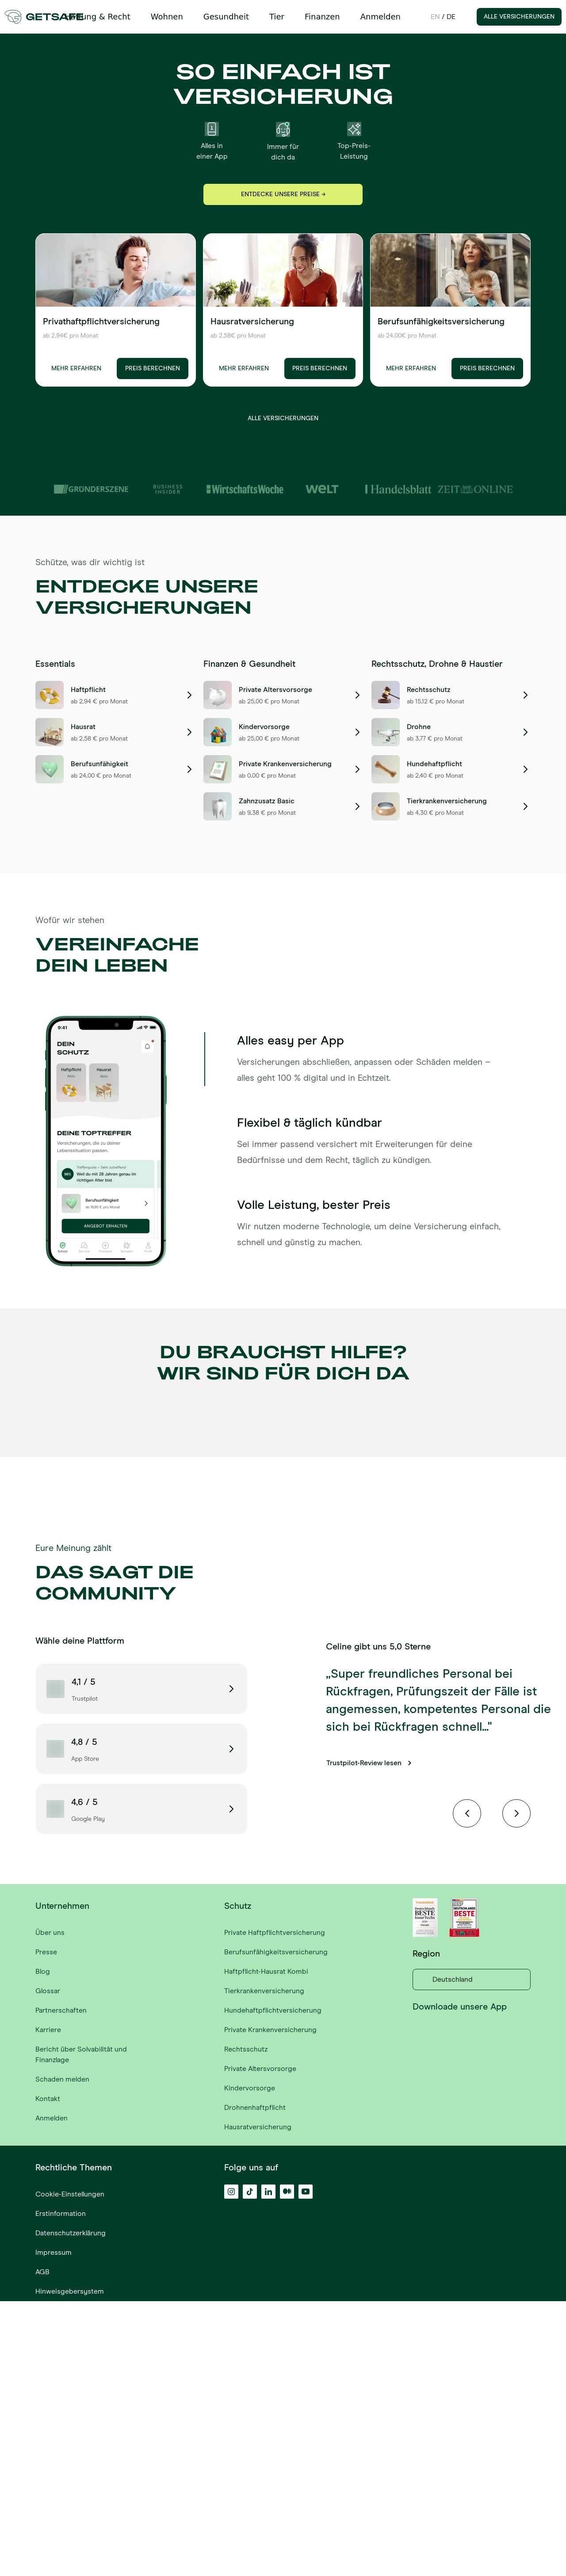 GETSAFE
& Recht
Wohnen
Gesundheit
Tier
Finanzen
Anmelden
EN / DE
ALLE VERSICHERUNGEN
SO EINFACH IST
VERSICHERUNG
Alles in
einer App
Immer für
dich da
Top-Preis-
Leistung
ENTDECKE UNSERE PREISE →
Privathaftpflichtversicherung
ab 2,94€ pro Monat
MEHR ERFAHREN
PREIS BERECHNEN
Hausratversicherung
ab 2,58€ pro Monat
MEHR ERFAHREN
PREIS BERECHNEN
Berufsunfähigkeitsversicherung
ab 24,00€ pro Monat
MEHR ERFAHREN
PREIS BERECHNEN
ALLE VERSICHERUNGEN
GRÜNDERSZENE
BUSINESS
INSIDER
WirtschaftsWoche
WELT
Handelsblatt
ZEIT ONLINE
Schütze, was dir wichtig ist
ENTDECKE UNSERE
VERSICHERUNGEN
Essentials
Haftpflicht
ab 2,94 € pro Monat
Hausrat
ab 2,58 € pro Monat
Berufsunfähigkeit
ab 24,00 € pro Monat
Finanzen & Gesundheit
Private Altersvorsorge
ab 25,00 € pro Monat
Kindervorsorge
ab 25,00 € pro Monat
Private Krankenversicherung
ab 0,00 € pro Monat
Zahnzusatz Basic
ab 9,38 € pro Monat
Rechtsschutz, Drohne & Haustier
Rechtsschutz
ab 15,12 € pro Monat
Drohne
ab 3,77 € pro Monat
Hundehaftpflicht
ab 2,40 € pro Monat
Tierkrankenversicherung
ab 4,30 € pro Monat
Wofür wir stehen
VEREINFACHE
DEIN LEBEN
9:41
DEIN
SCHUTZ
Haftpflicht
Hausrat
DEINE TOPTREFFER
Versicherungen, die zu deiner
Lebenssituation passen.
Weil du mit 28 Jahren genau im
richtigen Alter bist
Berufsunfähigkeit
ANGEBOT ERHALTEN
Alles easy per App
Versicherungen abschließen, anpassen oder Schäden melden –
alles geht 100 % digital und in Echtzeit.
Flexibel & täglich kündbar
Sei immer passend versichert mit Erweiterungen für deine
Bedürfnisse und dem Recht, täglich zu kündigen.
Volle Leistung, bester Preis
Wir nutzen moderne Technologie, um deine Versicherung einfach,
schnell und günstig zu machen.
DU BRAUCHST HILFE?
WIR SIND FÜR DICH DA
Eure Meinung zählt
DAS SAGT DIE
COMMUNITY
Wähle deine Plattform
4,1 / 5
Trustpilot
4,8 / 5
App Store
4,6 / 5
Google Play
Celine gibt uns 5,0 Sterne
„Super freundliches Personal bei
Rückfragen, Prüfungszeit der Fälle ist
angemessen, kompetentes Personal die
sich bei Rückfragen schnell..."
Trustpilot-Review lesen
Unternehmen
Über uns
Presse
Blog
Glossar
Partnerschaften
Karriere
Bericht über Solvabilität und
Finanzlage
Schaden melden
Kontakt
Anmelden
Schutz
Private Haftpflichtversicherung
Berufsunfähigkeitsversicherung
Haftpflicht-Hausrat Kombi
Tierkrankenversicherung
Hundehaftpflichtversicherung
Private Krankenversicherung
Rechtsschutz
Private Altersvorsorge
Kindervorsorge
Drohnenhaftpflicht
Hausratversicherung
BESTE
BESTE
Region
Deutschland
Downloade unsere App
Rechtliche Themen
Cookie-Einstellungen
Erstinformation
Datenschutzerklärung
Impressum
AGB
Hinweisgebersystem
Folge uns auf